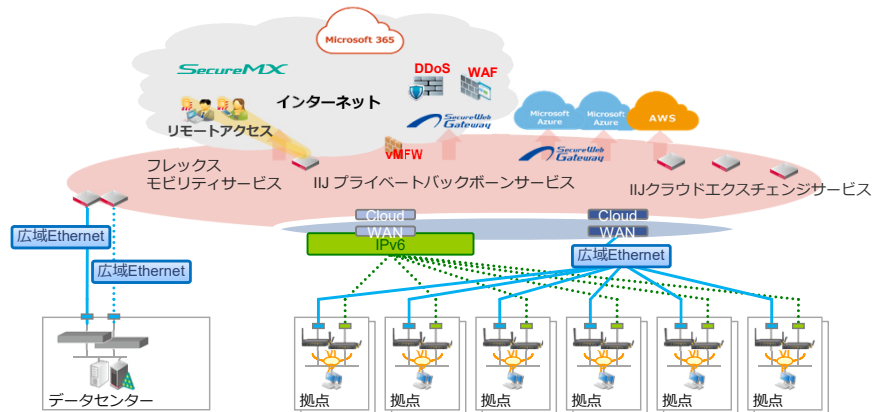 Microsoft 365
SecureMX
DDoS
WAF
インターネット
リモートアクセス
SecureWeb
Gateway
Microsoft
Azure
Microsoft
Azure
AWS
vMFW
SecureWeb
Gateway
フレックス
モビリティサービス
IIJ プライベートバックボーンサービス
IIJクラウドエクスチェンジサービス
Cloud
WAN
Cloud
WAN
IPv6
広域Ethernet
広域Ethernet
広域Ethernet
VI
VI
VI
VI
VI
VI
データセンター
拠点
拠点
拠点
拠点
拠点
拠点